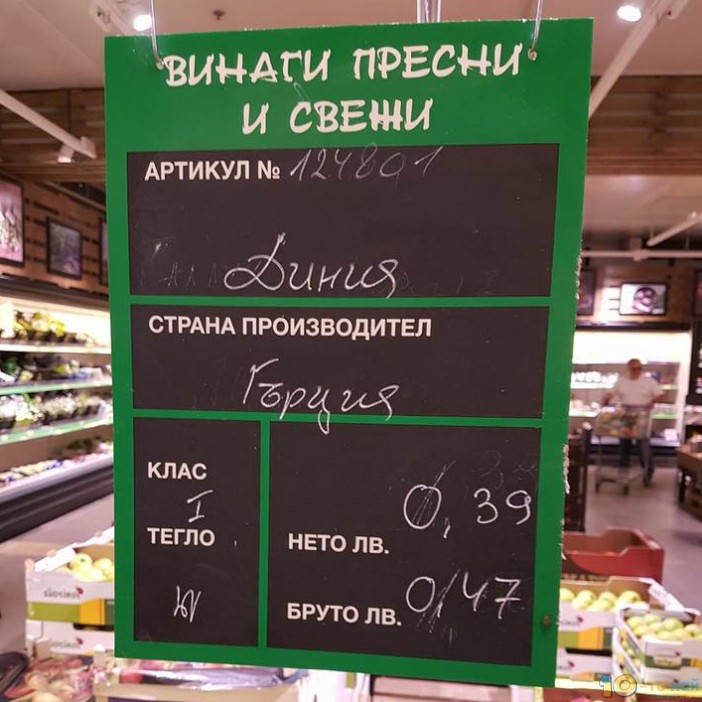 ВИНАГИ ПРЕСНИ
И СВЕЖИ
АРТИКУЛ № 124801
Диния
СТРАНА ПРОИЗВОДИТЕЛ
Гърция
КЛАС
I
ТЕГЛО
НЕТО ЛВ. 0,39
БРУТО ЛВ. 0,47